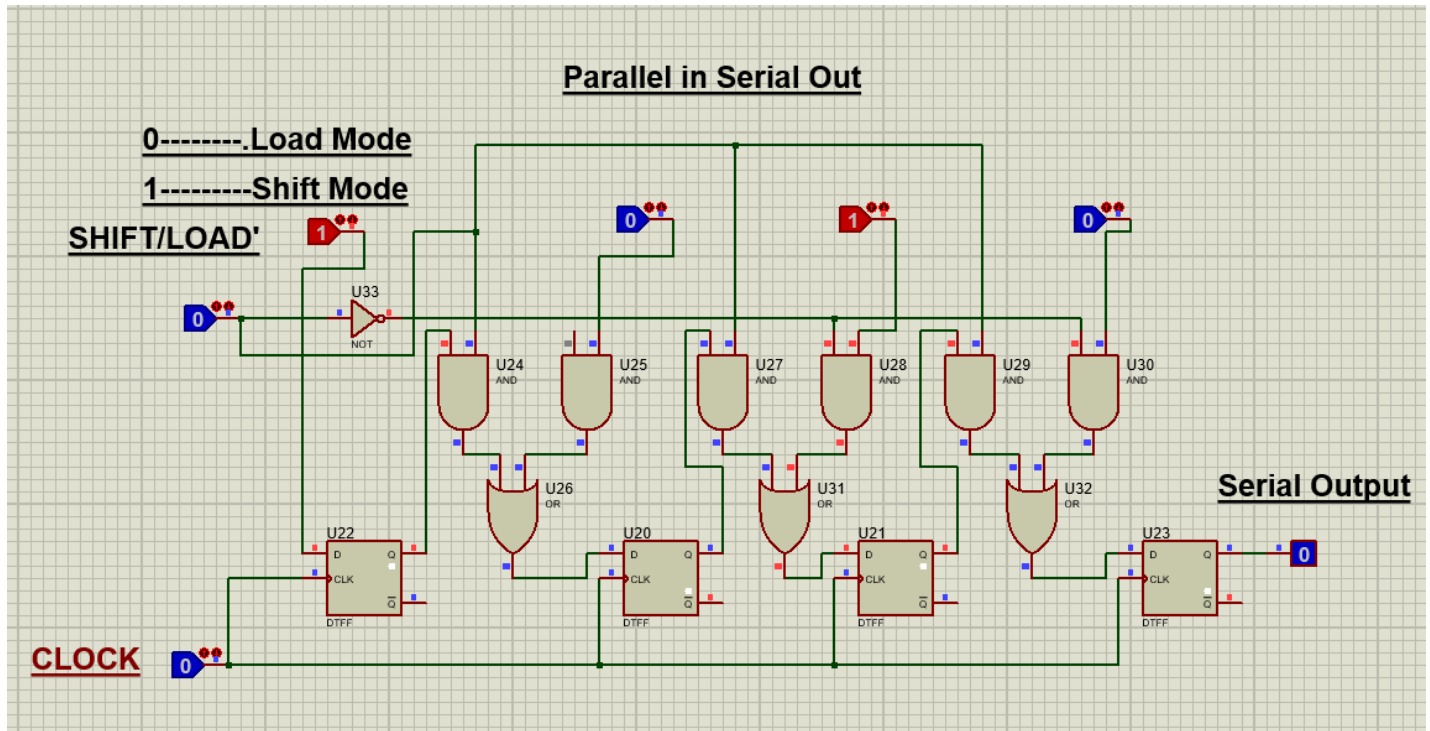 Parallel in Serial Out
0--------.Load Mode
1---------Shift Mode
SHIFT/LOAD'
1
0
1
0
0
U33
NOT
U24
AND
U25
AND
U27
AND
U28
AND
U29
AND
U30
AND
U26
OR
U31
OR
U32
OR
Serial Output
U22
D Q
CLK
Q
DTFF
U20
D Q
CLK
Q
DTFF
U21
D Q
CLK
Q
DTFF
U23
D Q
CLK
Q
DTFF
0
CLOCK
0